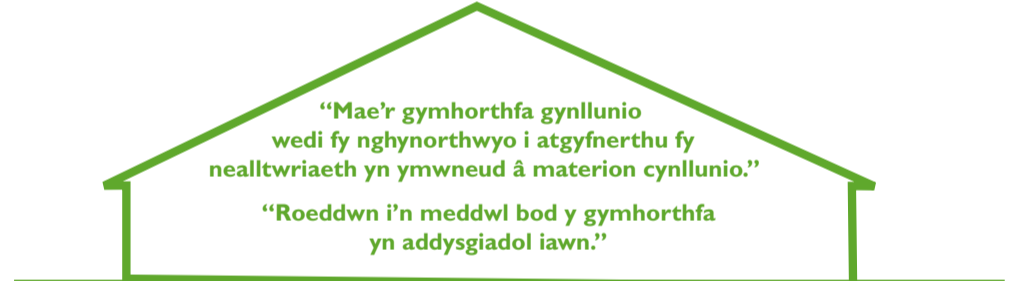 “Mae’r gymhorthfa gynllunio
wedi fy nghynorthwyo i atgyfnerthu fy
nealltwriaeth yn ymwneud â materion cynllunio.”
“Roeddwn i’n meddwl bod y gymhorthfa
yn addysgiadol iawn.”